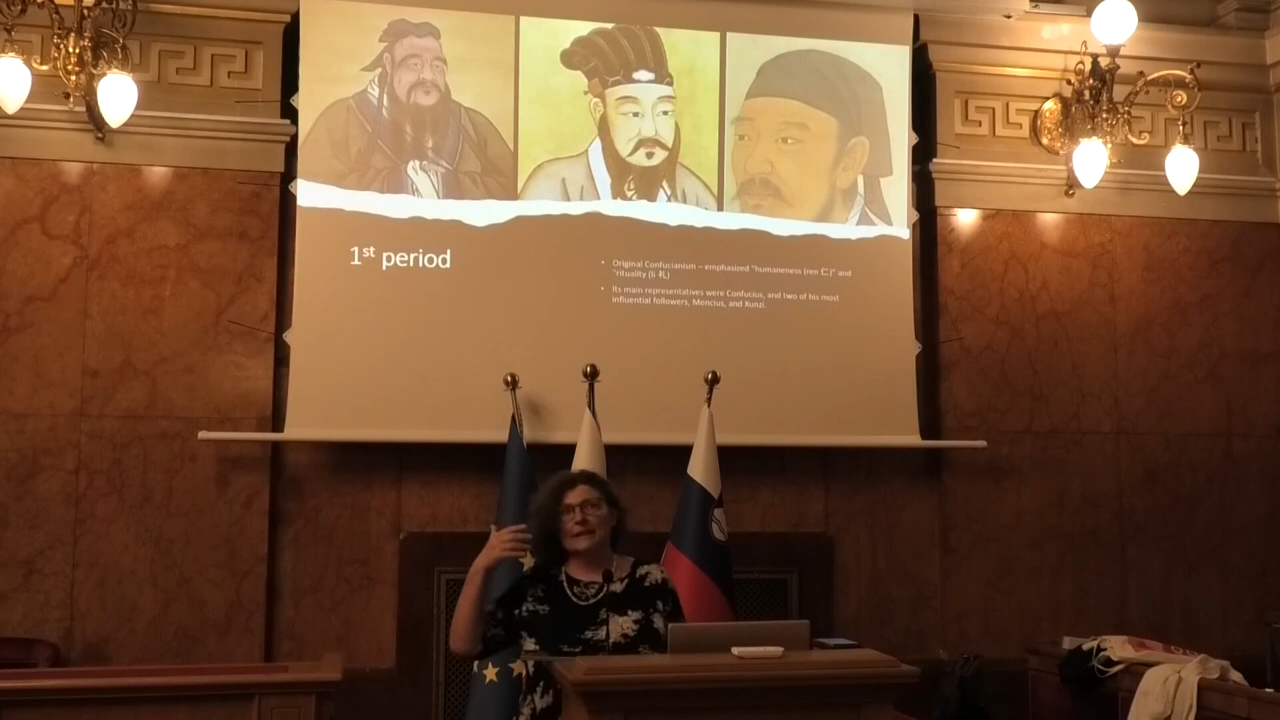 1st period
• Original Confucianism – emphasized "humaneness (ren 仁)" and
"rituality (li 礼)
• Its main representatives were Confucius, and two of his most
influential followers, Mencius, and Xunzi.